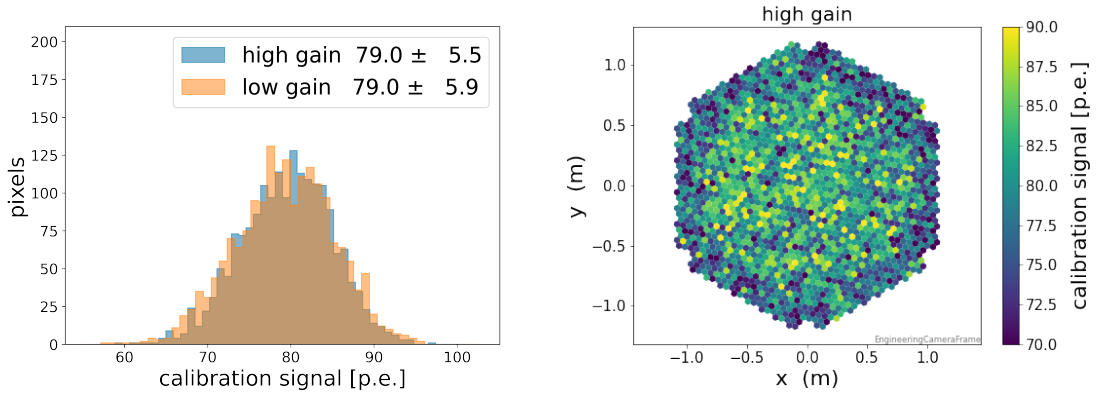 high gain 79.0 ± 5.5
low gain 79.0 ± 5.9
200
175
150
125
100
75
50
25
0
pixels
60 70 80 90 100
calibration signal [p.e.]
high gain
1.0
0.5
0.0
−0.5
−1.0
y (m)
EngineeringCameraFrame
−1.0 −0.5 0.0 0.5 1.0
x (m)
90.0
87.5
85.0
82.5
80.0
77.5
75.0
72.5
70.0
calibration signal [p.e.]